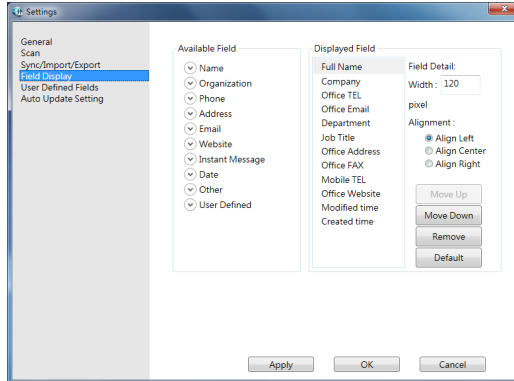 Settings
General
Scan
Sync/Import/Export
Field Display
User Defined Fields
Auto Update Setting
Available Field
Name
Organization
Phone
Address
Email
Website
Instant Message
Date
Other
User Defined
Displayed Field
Full Name
Company
Office TEL
Office Email
Department
Job Title
Office Address
Office FAX
Mobile TEL
Office Website
Modified time
Created time
Field Detail:
Width : 120
pixel
Alignment :
Align Left
Align Center
Align Right
Move Up
Move Down
Remove
Default
Apply
OK
Cancel